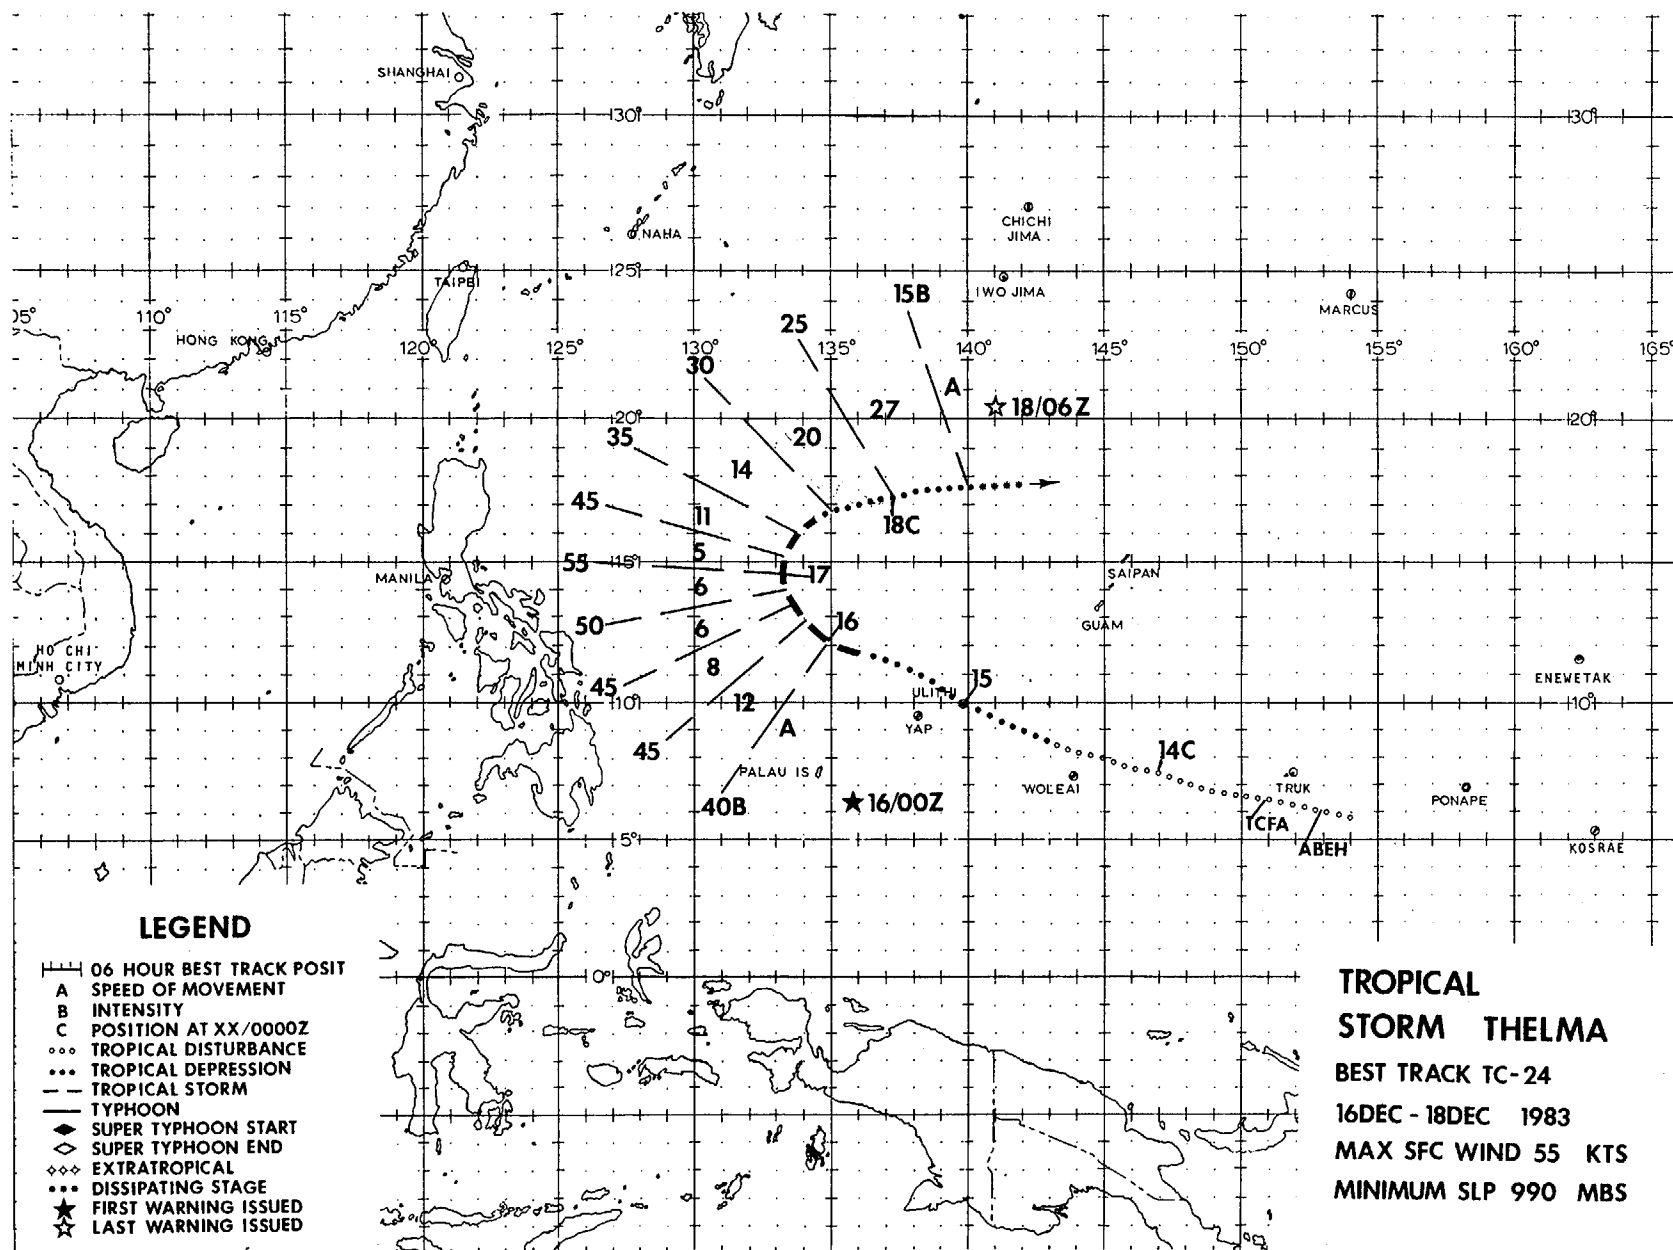 SHANGHAI
30°
30°
NAHA
CHICHI
JIMA
TAIPEI
25°
IWO JIMA
15B
MARCUS
05°
110°
115°
HONG KONG
120°
125°
130°
135°
140°
145°
150°
155°
160°
165°
25
30
A
18/06Z
27
20°
20°
35
20
14
45
11
18C
5
55
15°
17
MANILA
SAIPAN
6
50
6
16
GUAM
HO CHI
MINH CITY
8
45
ULITHI
15
ENEWETAK
10°
12
10°
YAP
A
45
14C
PALAU IS
WOLEAI
TRUK
PONAPE
40B
16/00Z
TCFA
5°
ABEH
KOSRAE
0°
LEGEND
06 HOUR BEST TRACK POSIT
A SPEED OF MOVEMENT
B INTENSITY
C POSITION AT XX/0000Z
TROPICAL DISTURBANCE
TROPICAL DEPRESSION
TROPICAL STORM
TYPHOON
SUPER TYPHOON START
SUPER TYPHOON END
EXTRATROPICAL
DISSIPATING STAGE
FIRST WARNING ISSUED
LAST WARNING ISSUED
TROPICAL
STORM THELMA
BEST TRACK TC-24
16DEC-18DEC 1983
MAX SFC WIND 55 KTS
MINIMUM SLP 990 MBS